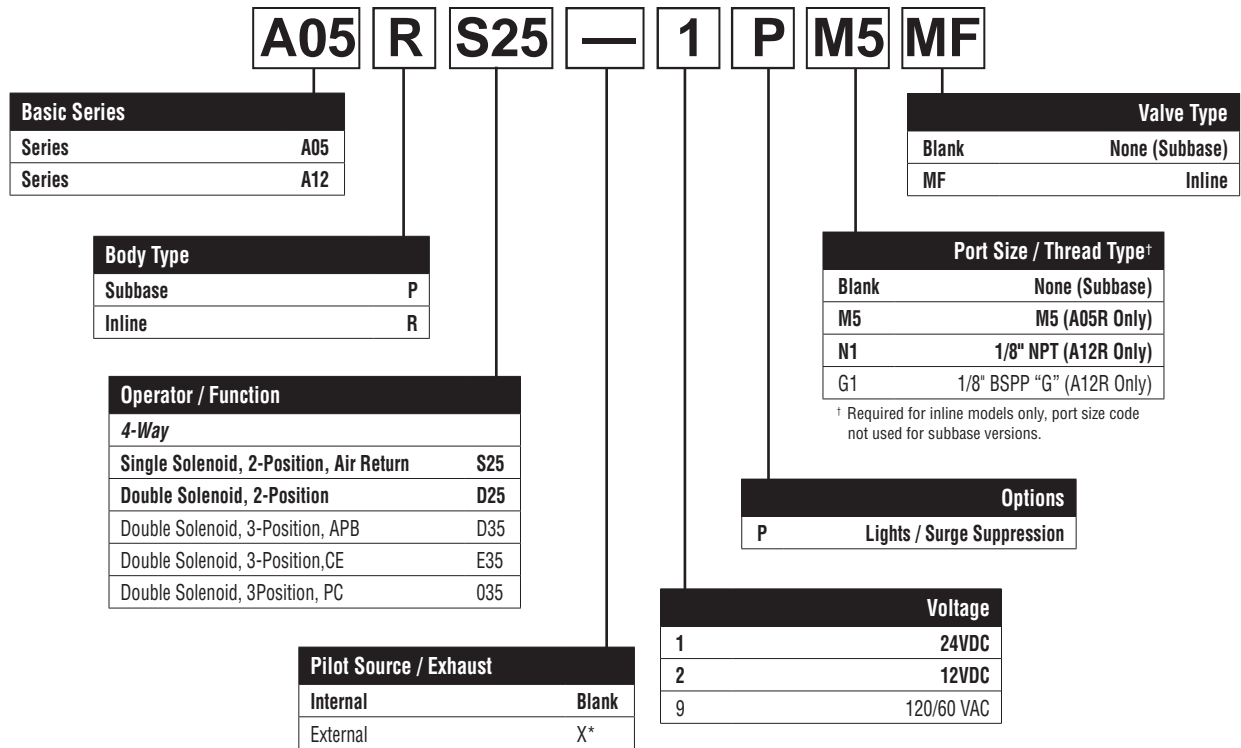 A05 R S25 — 1 P M5 MF
Basic Series
Series A05
Series A12
Valve Type
Blank None (Subbase)
MF Inline
Body Type
Subbase P
Inline R
Port Size / Thread Type†
Blank None (Subbase)
M5 M5 (A05R Only)
N1 1/8" NPT (A12R Only)
G1 1/8" BSPP “G” (A12R Only)
† Required for inline models only, port size code
not used for subbase versions.
Operator / Function
4-Way
Single Solenoid, 2-Position, Air Return S25
Double Solenoid, 2-Position D25
Double Solenoid, 3-Position, APB D35
Double Solenoid, 3-Position,CE E35
Double Solenoid, 3Position, PC 035
Options
P Lights / Surge Suppression
Voltage
1 24VDC
2 12VDC
9 120/60 VAC
Pilot Source / Exhaust
Internal Blank
External X*